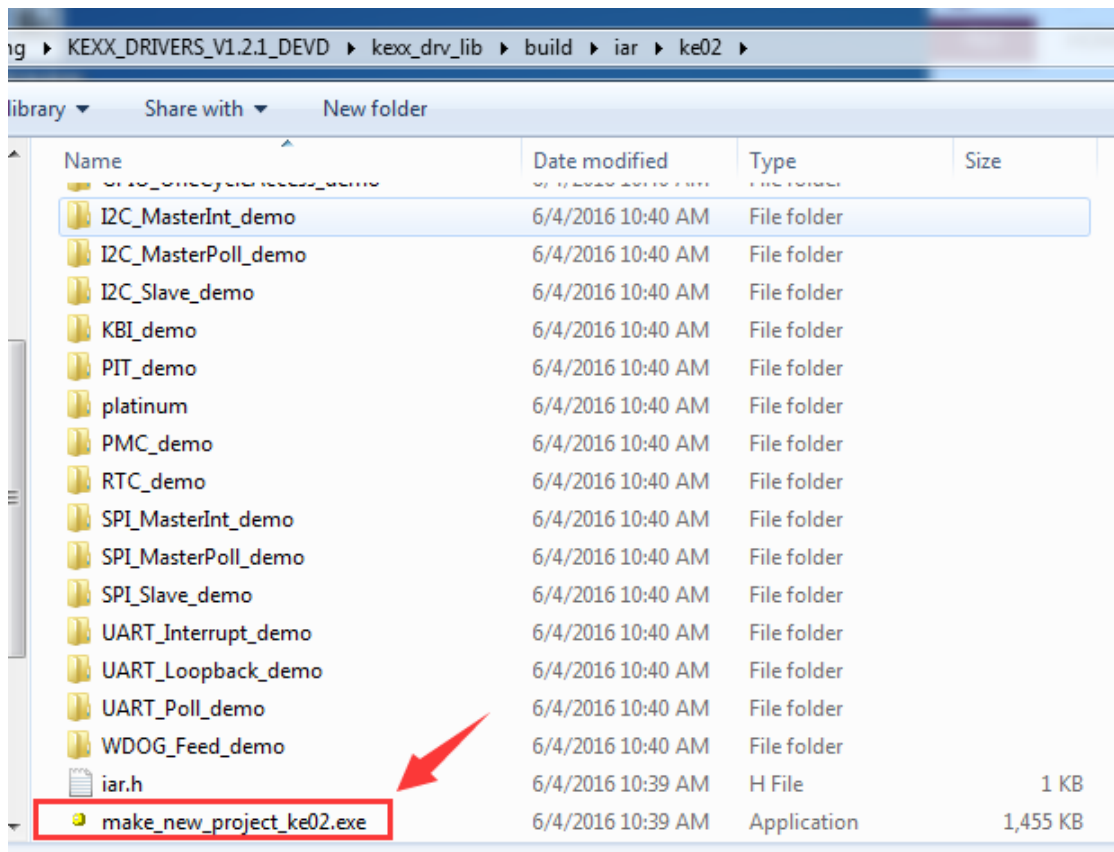 ng ▸ KEXX_DRIVERS_V1.2.1_DEVD ▸ kexx_drv_lib ▸ build ▸ iar ▸ ke02 ▸
library Share with New folder
Name Date modified Type Size
I2C_MasterInt_demo 6/4/2016 10:40 AM File folder
I2C_MasterPoll_demo 6/4/2016 10:40 AM File folder
I2C_Slave_demo 6/4/2016 10:40 AM File folder
KBI_demo 6/4/2016 10:40 AM File folder
PIT_demo 6/4/2016 10:40 AM File folder
platinum 6/4/2016 10:40 AM File folder
PMC_demo 6/4/2016 10:40 AM File folder
RTC_demo 6/4/2016 10:40 AM File folder
SPI_MasterInt_demo 6/4/2016 10:40 AM File folder
SPI_MasterPoll_demo 6/4/2016 10:40 AM File folder
SPI_Slave_demo 6/4/2016 10:40 AM File folder
UART_Interrupt_demo 6/4/2016 10:40 AM File folder
UART_Loopback_demo 6/4/2016 10:40 AM File folder
UART_Poll_demo 6/4/2016 10:40 AM File folder
WDOG_Feed_demo 6/4/2016 10:40 AM File folder
iar.h 6/4/2016 10:39 AM H File 1 KB
make_new_project_ke02.exe 6/4/2016 10:39 AM Application 1,455 KB